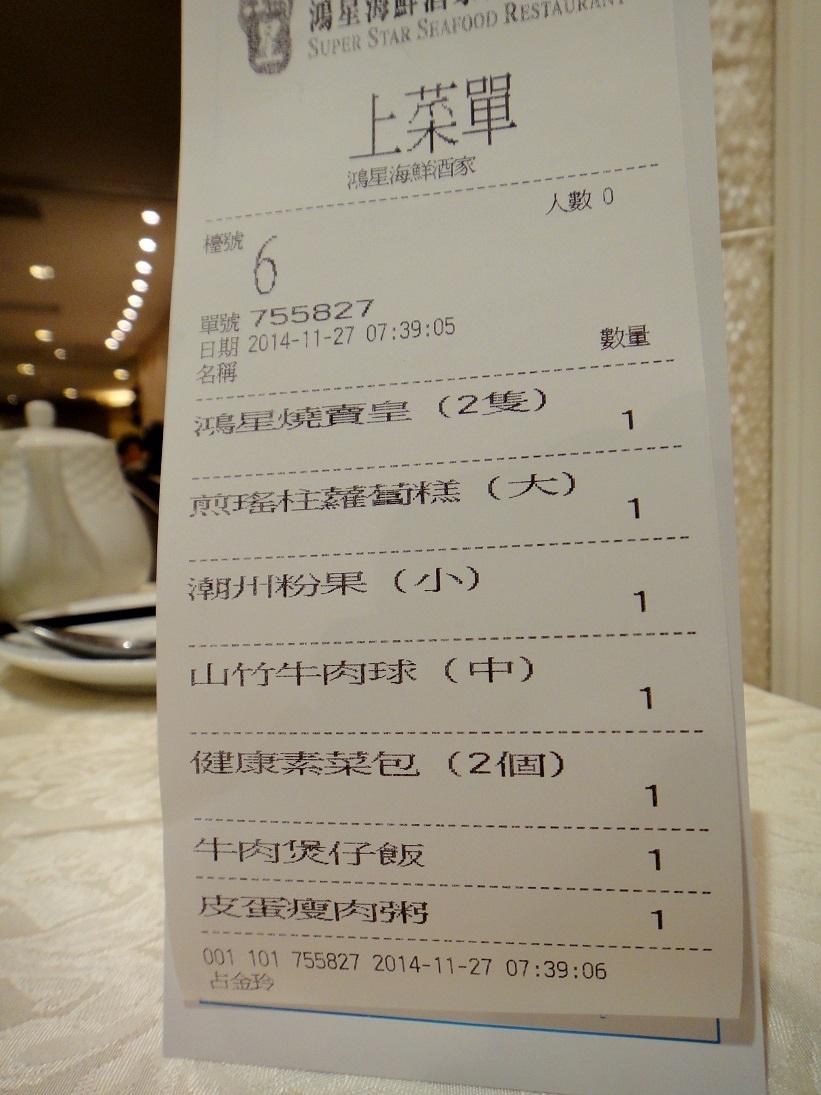 鴻星海鮮酒家
SUPER STAR SEAFOOD RESTAURANT
上菜單
鴻星海鮮酒家
人數 0
檯號 6
單號 755827
日期 2014-11-27 07:39:05
名稱 數量
鴻星燒賣皇（2隻） 1
煎瑤柱蘿蔔糕（大） 1
潮州粉果（小） 1
山竹牛肉球（中） 1
健康素菜包（2個） 1
牛肉煲仔飯 1
皮蛋瘦肉粥 1
001 101 755827 2014-11-27 07:39:06
占金玲